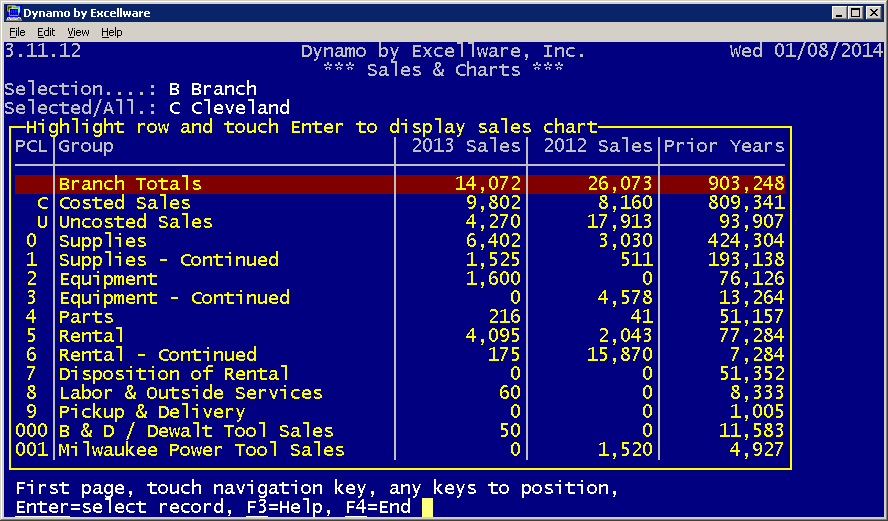 Dynamo by Excellware
File Edit View Help
3.11.12 Dynamo by Excellware, Inc. Wed 01/08/2014
*** Sales & Charts ***
Selection....: B Branch
Selected/All.: C Cleveland
Highlight row and touch Enter to display sales chart
PCL Group 2013 Sales 2012 Sales Prior Years
Branch Totals 14,072 26,073 903,248
C Costed Sales 9,802 8,160 809,341
U Uncosted Sales 4,270 17,913 93,907
0 Supplies 6,402 3,030 424,304
1 Supplies - Continued 1,525 511 193,138
2 Equipment 1,600 0 76,126
3 Equipment - Continued 0 4,578 13,264
4 Parts 216 41 51,157
5 Rental 4,095 2,043 77,284
6 Rental - Continued 175 15,870 7,284
7 Disposition of Rental 0 0 51,352
8 Labor & Outside Services 60 0 8,333
9 Pickup & Delivery 0 0 1,005
000 B & D / Dewalt Tool Sales 50 0 11,583
001 Milwaukee Power Tool Sales 0 1,520 4,927
First page, touch navigation key, any keys to position,
Enter=select record, F3=Help, F4=End